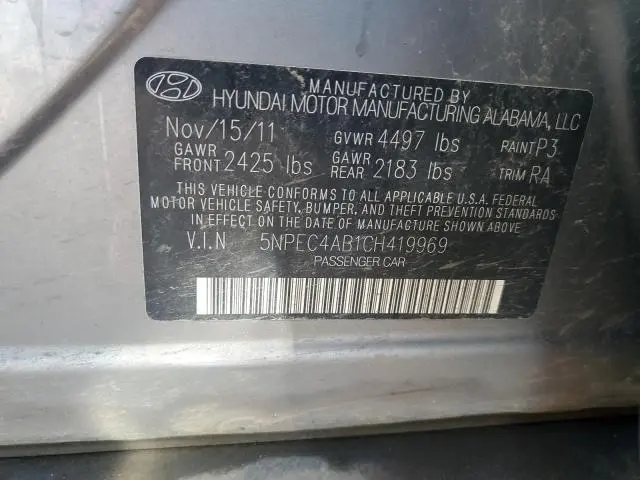 MANUFACTURED BY
HYUNDAI MOTOR MANUFACTURING ALABAMA, LLC
Nov/15/11 GVWR 4497 lbs PAINT P3
GAWR FRONT 2425 lbs GAWR REAR 2183 lbs TRIM RA
THIS VEHICLE CONFORMS TO ALL APPLICABLE U.S.A. FEDERAL
MOTOR VEHICLE SAFETY, BUMPER, AND THEFT PREVENTION
STANDARDS IN EFFECT ON THE DATE OF MANUFACTURE SHOWN ABOVE
V.I.N 5NPEC4AB1CH419969
PASSENGER CAR